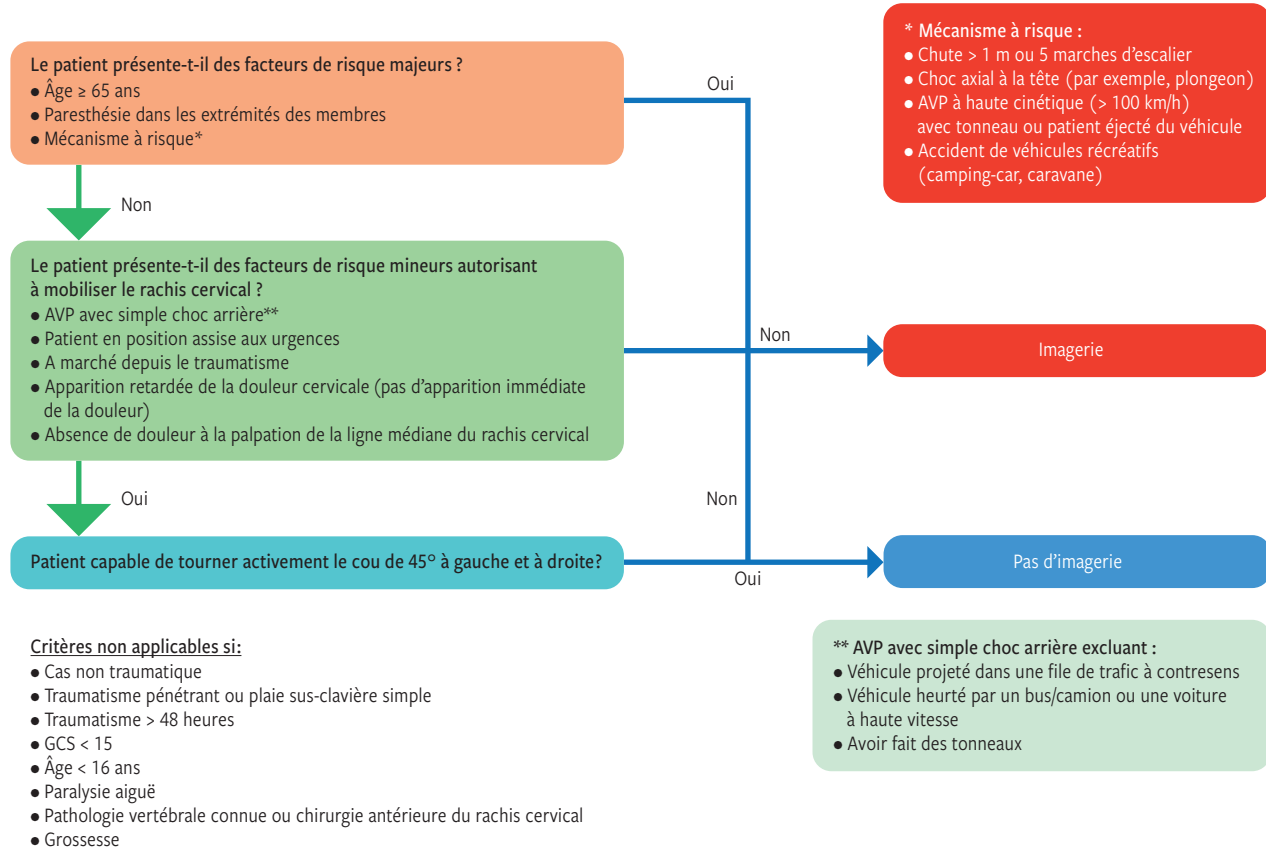 Le patient présente-t-il des facteurs de risque majeurs ?
● Âge ≥ 65 ans
● Paresthésie dans les extrémités des membres
● Mécanisme à risque*
Oui
* Mécanisme à risque :
● Chute > 1 m ou 5 marches d'escalier
● Choc axial à la tête (par exemple, plongeon)
● AVP à haute cinétique (> 100 km/h)
avec tonneau ou patient éjecté du véhicule
● Accident de véhicules récréatifs
(camping-car, caravane)
Non
Le patient présente-t-il des facteurs de risque mineurs autorisant
à mobiliser le rachis cervical ?
● AVP avec simple choc arrière**
● Patient en position assise aux urgences
● A marché depuis le traumatisme
● Apparition retardée de la douleur cervicale (pas d'apparition immédiate
de la douleur)
● Absence de douleur à la palpation de la ligne médiane du rachis cervical
Non
Imagerie
Oui
Non
Patient capable de tourner activement le cou de 45° à gauche et à droite?
Oui
Pas d'imagerie
Critères non applicables si:
● Cas non traumatique
● Traumatisme pénétrant ou plaie sus-clavière simple
● Traumatisme > 48 heures
● GCS < 15
● Âge < 16 ans
● Paralysie aiguë
● Pathologie vertébrale connue ou chirurgie antérieure du rachis cervical
● Grossesse
** AVP avec simple choc arrière excluant :
● Véhicule projeté dans une file de trafic à contresens
● Véhicule heurté par un bus/camion ou une voiture
à haute vitesse
● Avoir fait des tonneaux